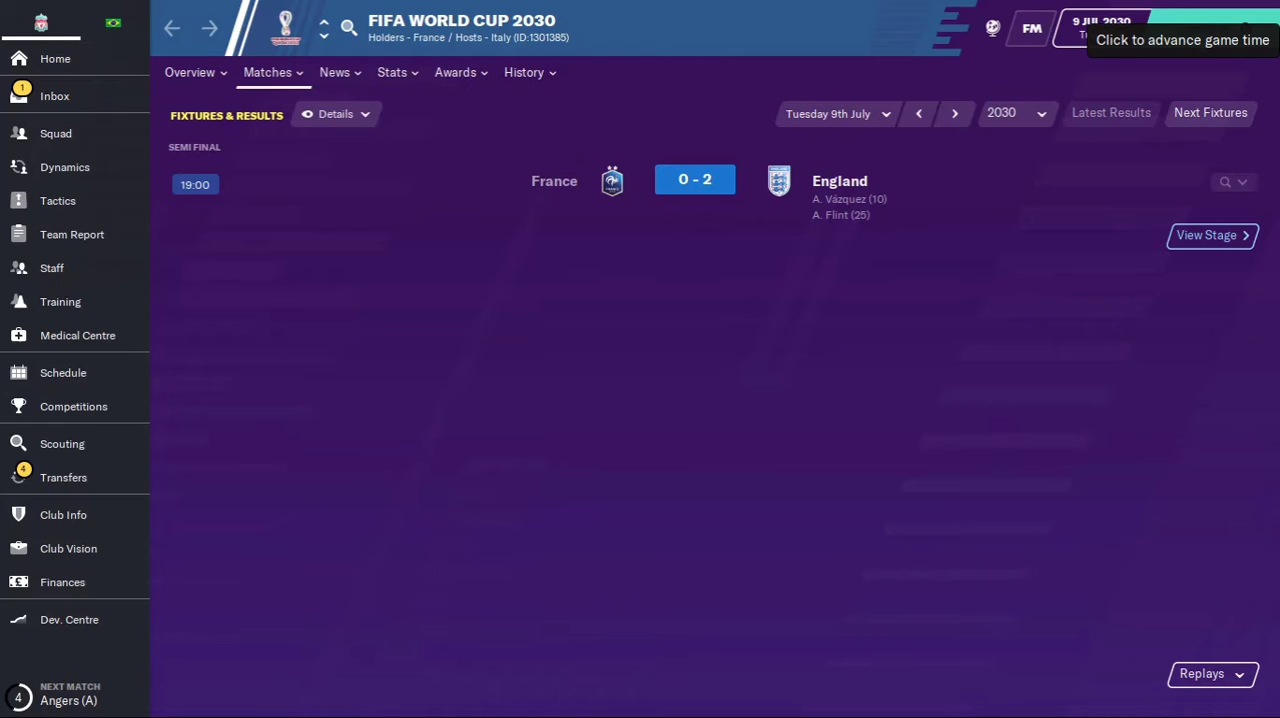 FIFA WORLD CUP 2030
Holders - France / Hosts - Italy (ID:1301385)
FM
9 JUL 2030
Click to advance game time
Home
1
Inbox
Squad
Dynamics
Tactics
Team Report
Staff
Training
Medical Centre
Schedule
Competitions
Scouting
4
Transfers
Club Info
Club Vision
Finances
Dev. Centre
4
NEXT MATCH
Angers (A)
Overview
Matches
News
Stats
Awards
History
FIXTURES & RESULTS
Details
Tuesday 9th July
2030
Latest Results
Next Fixtures
SEMI FINAL
19:00
France
0 - 2
England
A. Vázquez (10)
A. Flint (25)
View Stage
Replays